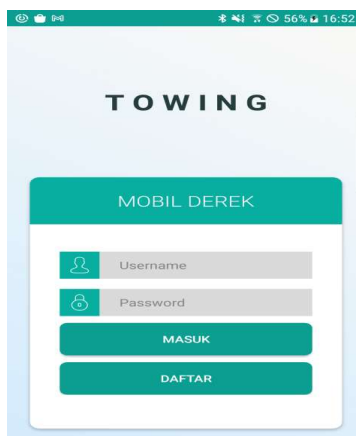 56% 16:52
TOWING
MOBIL DEREK
Username
Password
MASUK
DAFTAR